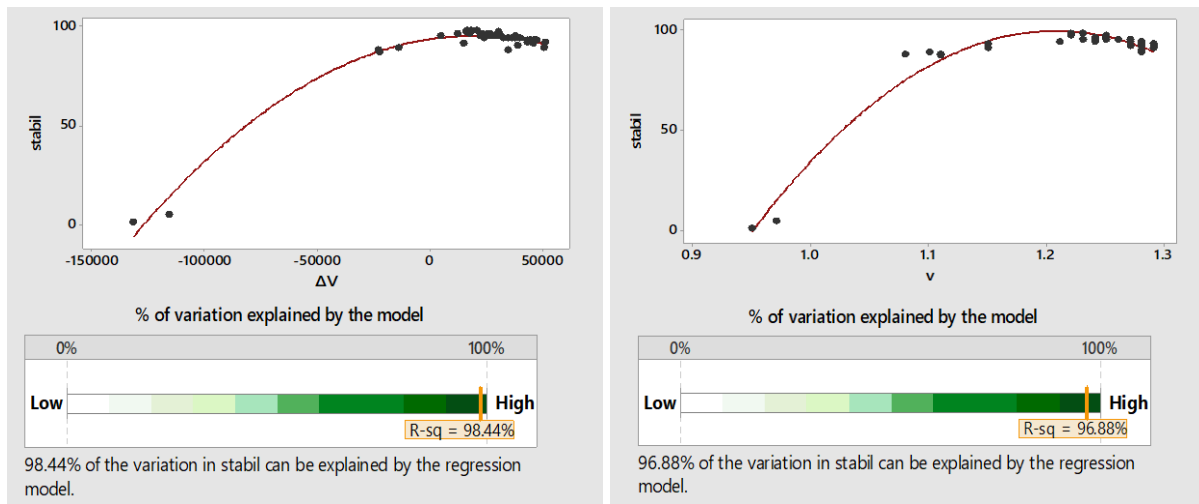 100
50
0
stabil
-150000 -100000 -50000 0 50000
ΔV
% of variation explained by the model
0% 100%
Low High
R-sq = 98.44%
98.44% of the variation in stabil can be explained by the regression
model.
100
50
0
stabil
0.9 1.0 1.1 1.2 1.3
v
% of variation explained by the model
0% 100%
Low High
R-sq = 96.88%
96.88% of the variation in stabil can be explained by the regression
model.